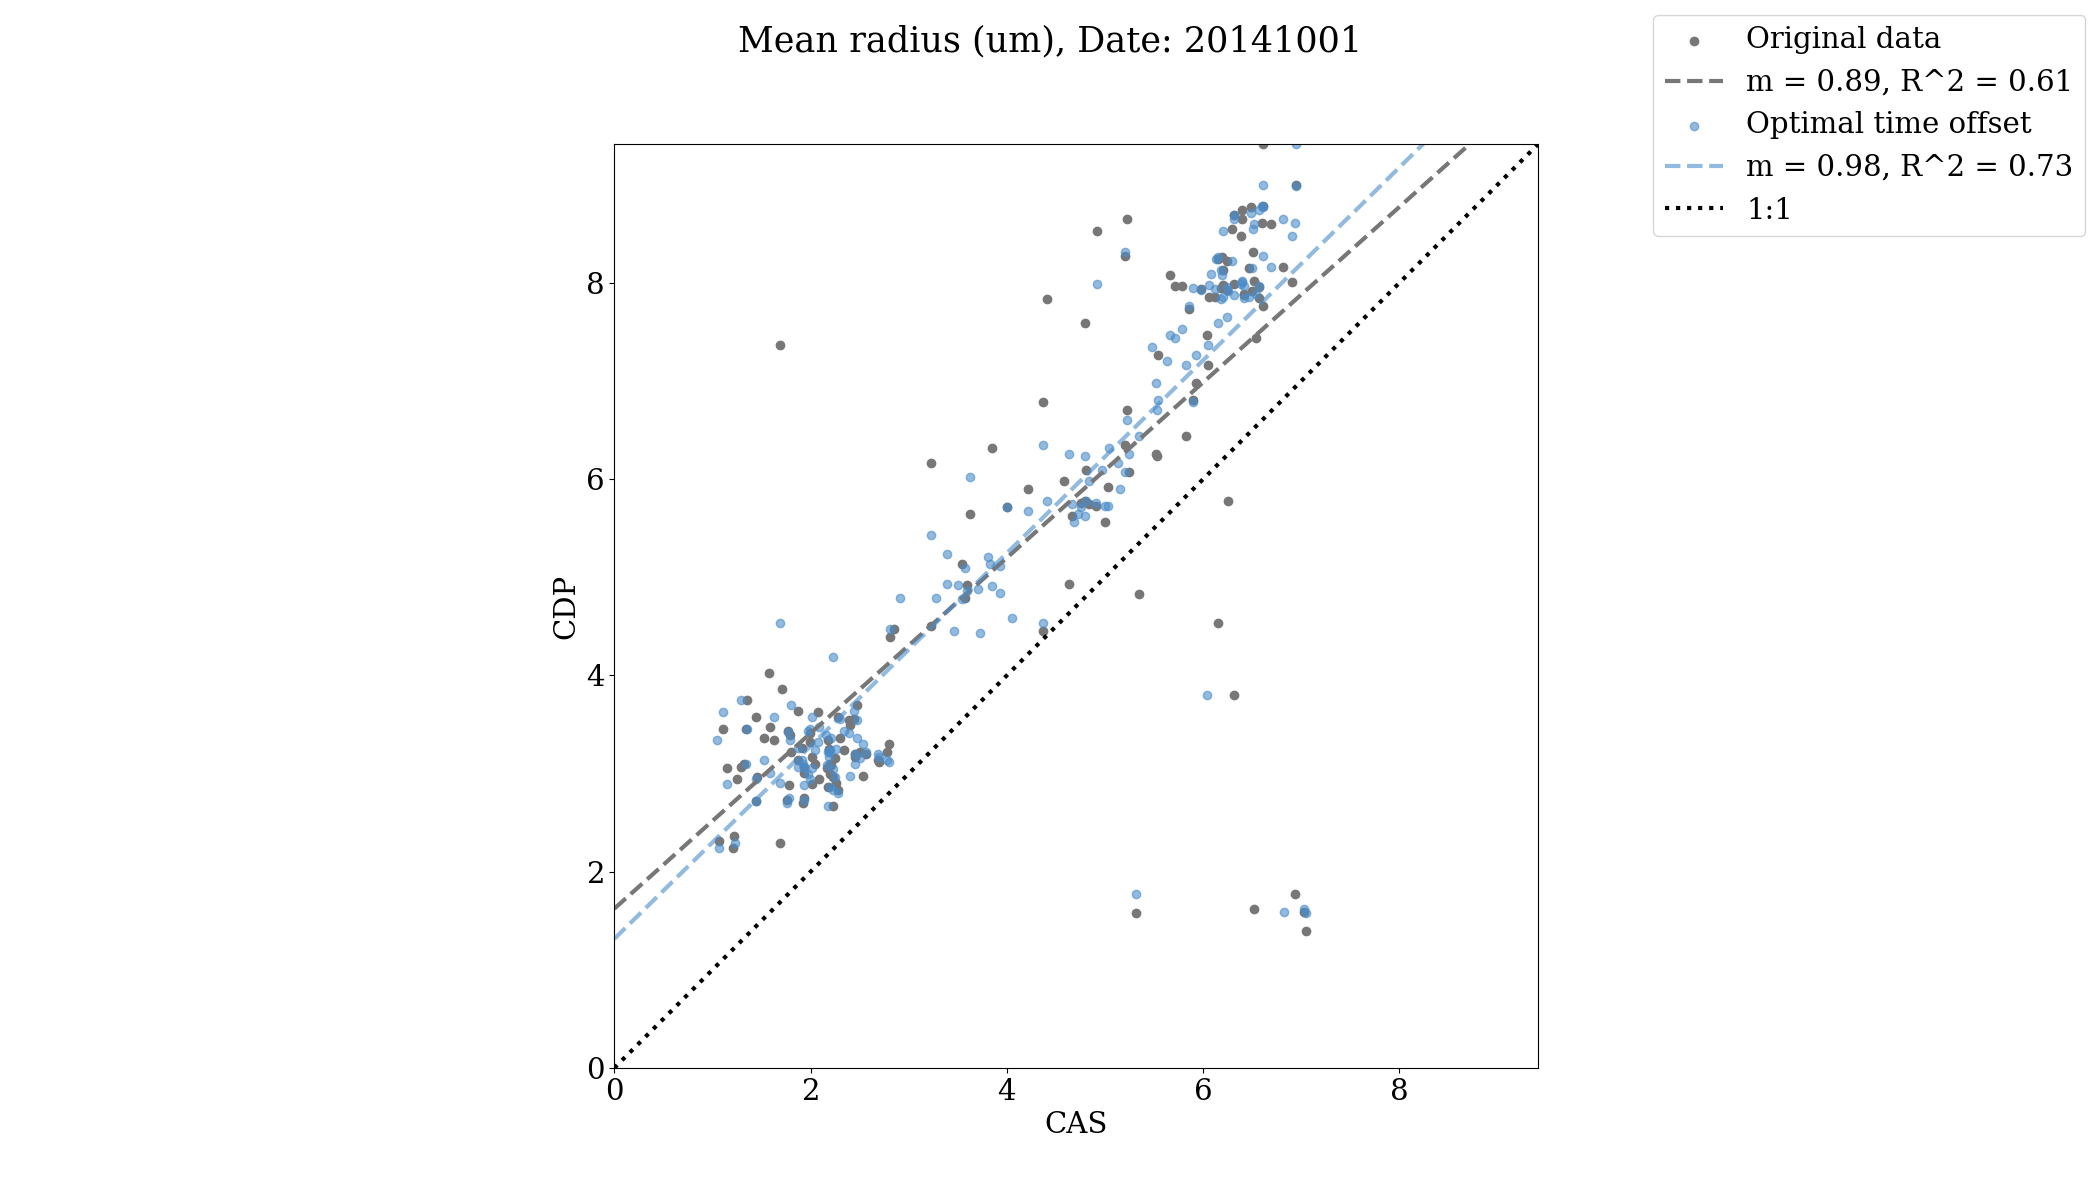 Mean radius (um), Date: 20141001
Original data
m = 0.89, R^2 = 0.61
Optimal time offset
m = 0.98, R^2 = 0.73
1:1
CDP
8
6
4
2
0
0 2 4 6 8
CAS